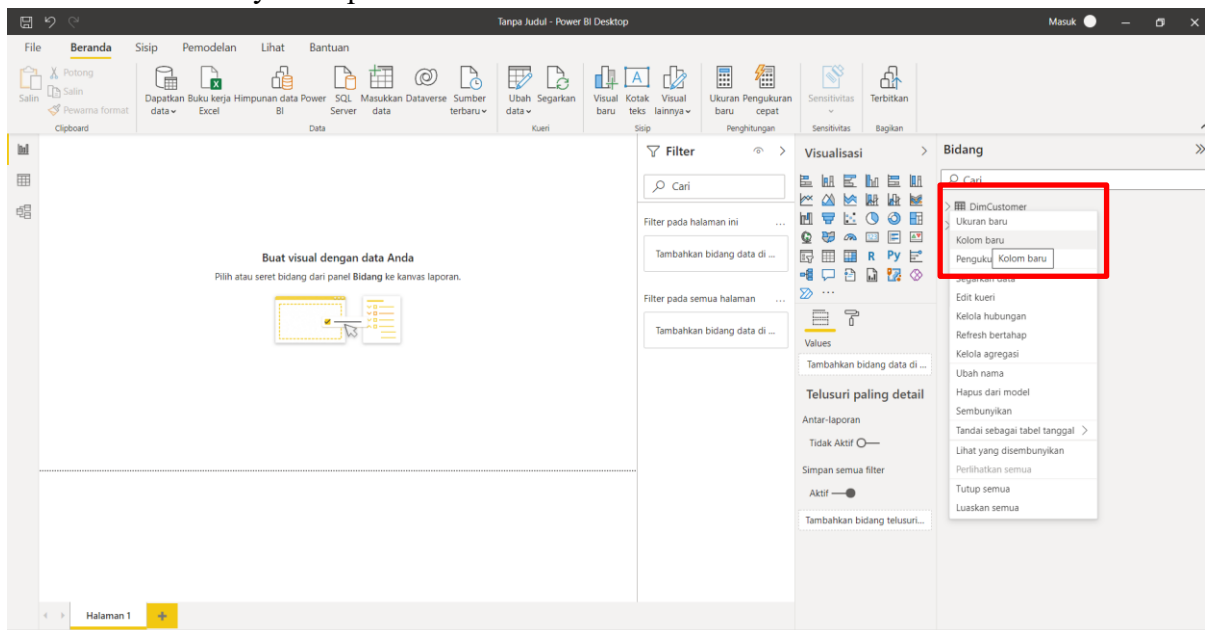 Tanpa Judul - Power BI Desktop
Masuk
File Beranda Sisip Pemodelan Lihat Bantuan
Salin
Potong
Salin
Pewarna format
Clipboard
Dapatkan data
Buku kerja Excel
Himpunan data Power BI
SQL Server
Masukkan data
Dataverse
Sumber terbaru
Data
Ubah data
Segarkan
Kueri
Visual baru
Kotak teks
A
Visual lainnya
Sisip
Ukuran baru
Pengukuran cepat
Penghitungan
Sensitivitas
Sensitivitas
Terbitkan
Bagikan
Buat visual dengan data Anda
Pilih atau seret bidang dari panel Bidang ke kanvas laporan.
Filter
Cari
Filter pada halaman ini ...
Tambahkan bidang data di ...
Filter pada semua halaman ...
Tambahkan bidang data di ...
Visualisasi
R Py
...
Values
Tambahkan bidang data di ...
Telusuri paling detail
Antar-laporan
Tidak Aktif
Simpan semua filter
Aktif
Tambahkan bidang telusuri...
Bidang
Cari
DimCustomer
Ukuran baru
Kolom baru
Penguku
Kolom baru
Segarkan data
Edit kueri
Kelola hubungan
Refresh bertahap
Kelola agregasi
Ubah nama
Hapus dari model
Sembunyikan
Tandai sebagai tabel tanggal
Lihat yang disembunyikan
Perlihatkan semua
Tutup semua
Luaskan semua
Halaman 1